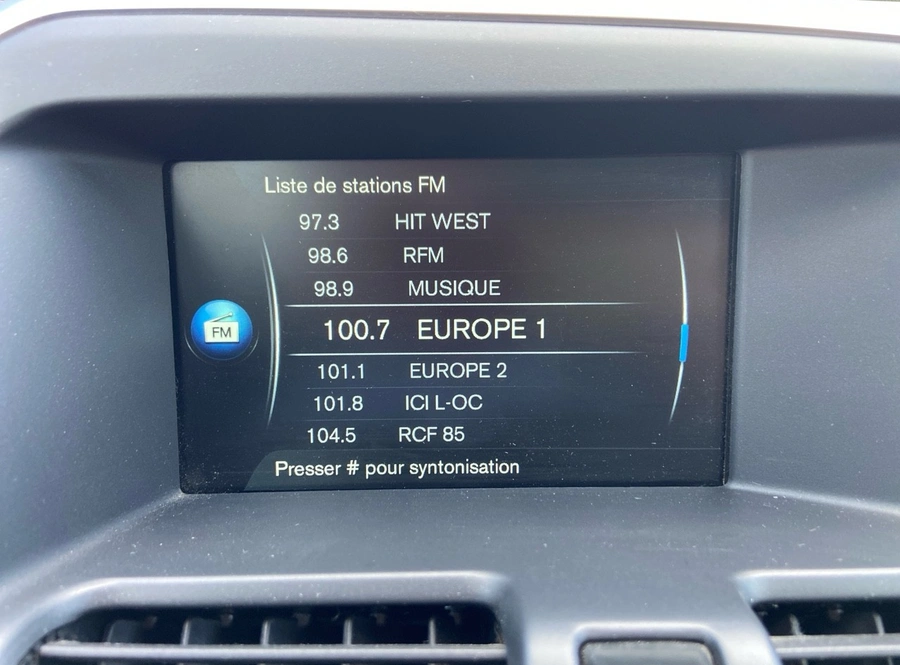 Liste de stations FM
97.3 HIT WEST
98.6 RFM
98.9 MUSIQUE
FM
100.7 EUROPE 1
101.1 EUROPE 2
101.8 ICI L-OC
104.5 RCF 85
Presser # pour syntonisation